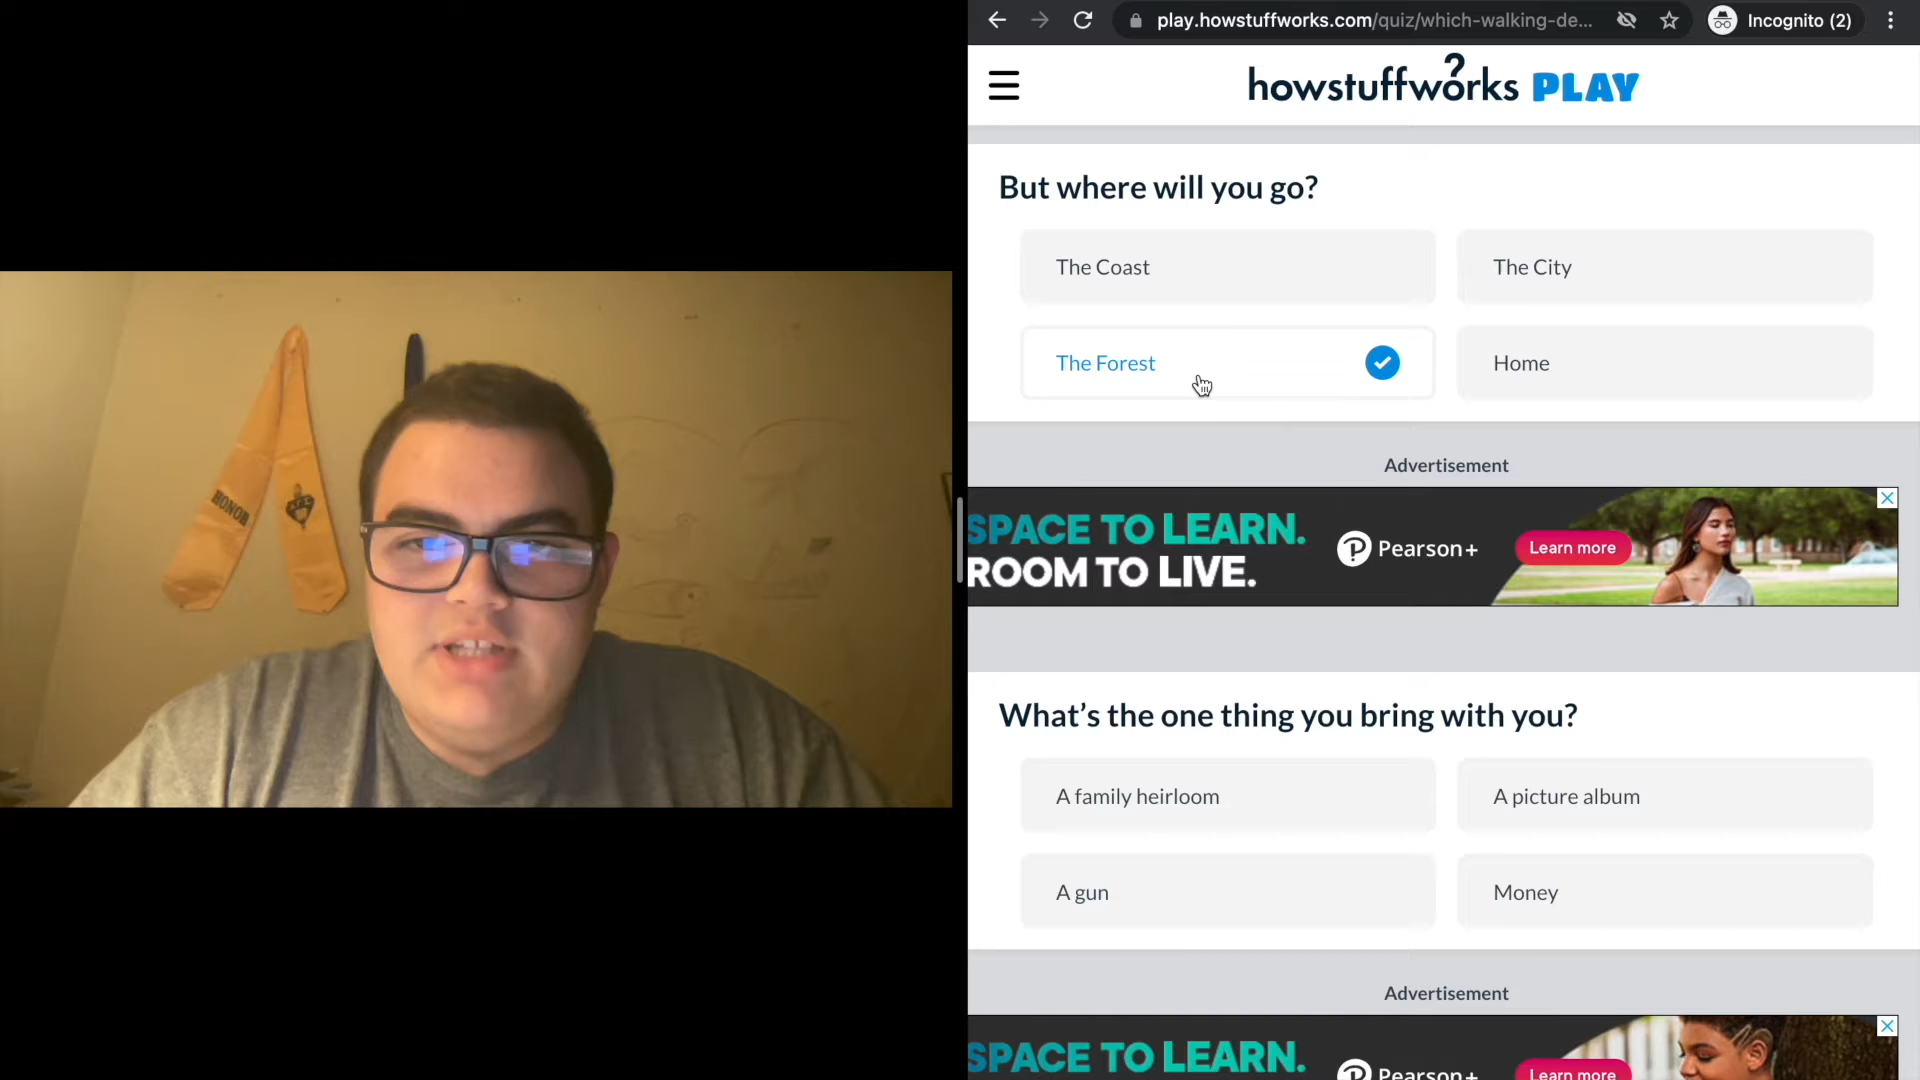 play.howstuffworks.com/quiz/which-walking-de...
Incognito (2)
howstuffworks PLAY
But where will you go?
The Coast
The City
The Forest
Home
Advertisement
SPACE TO LEARN.
ROOM TO LIVE.
Pearson+
Learn more
What's the one thing you bring with you?
A family heirloom
A picture album
A gun
Money
Advertisement
SPACE TO LEARN.
Pearson+
Learn more
HONOR